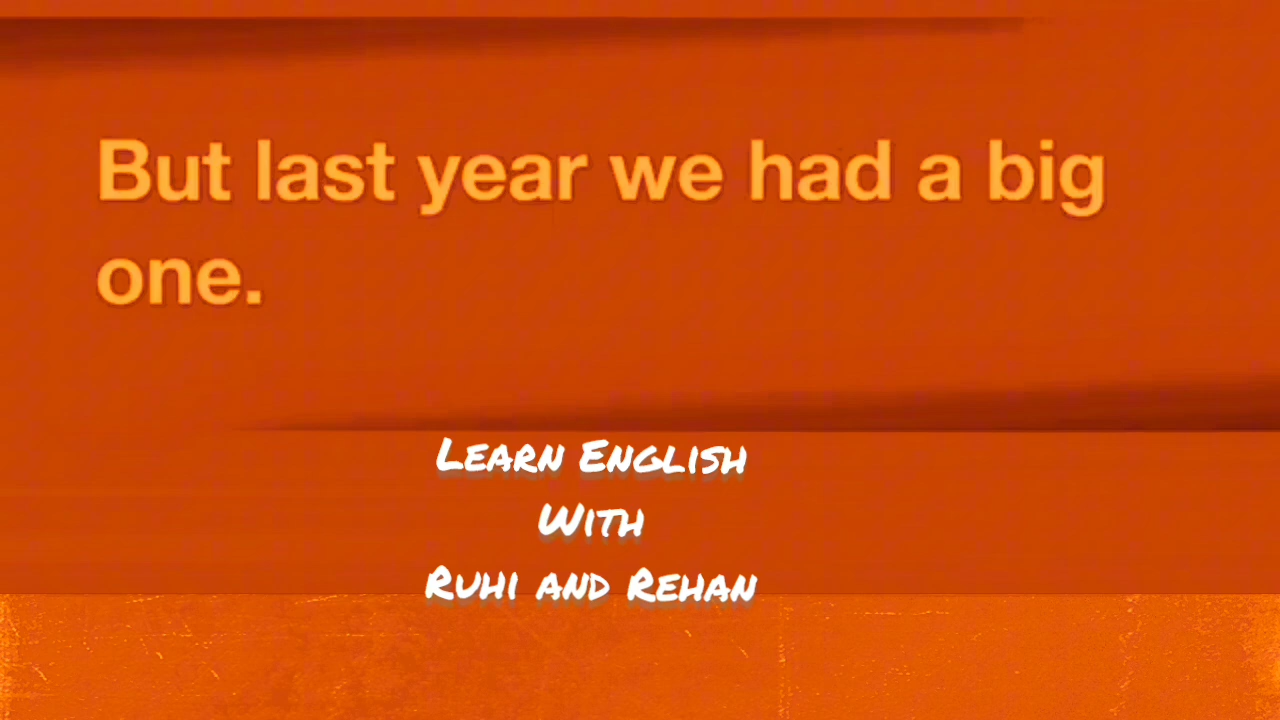 But last year we had a big
one.
Learn English
With
Ruhi and Rehan